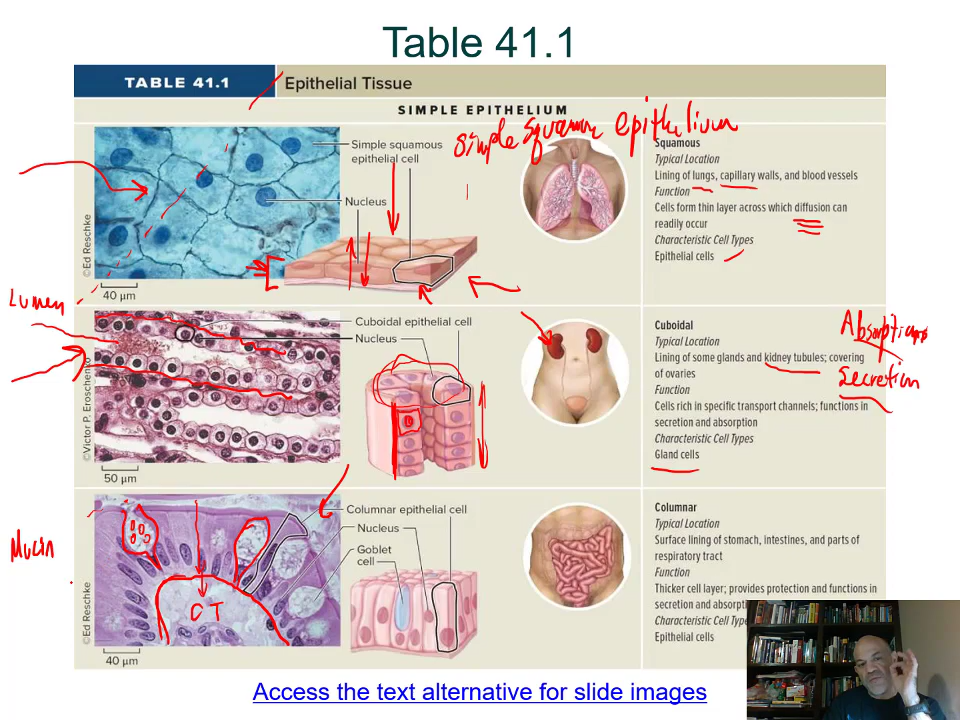 Table 41.1
TABLE 41.1
Epithelial Tissue
SIMPLE EPITHELIUM
simple squamous epithelium
Simple squamous
epithelial cell
Nucleus
©Ed Reschke
40 µm
Squamous
Typical Location
Lining of lungs, capillary walls, and blood vessels
Function
Cells form thin layer across which diffusion can
readily occur
Characteristic Cell Types
Epithelial cells
Lumen
Cuboidal epithelial cell
Nucleus
©Victor P. Eroschenko
50 µm
Cuboidal
Typical Location
Lining of some glands and kidney tubules; covering
of ovaries
Function
Cells rich in specific transport channels; functions in
secretion and absorption
Characteristic Cell Types
Gland cells
Absorption
Secretion
Mucin
CT
Columnar epithelial cell
Nucleus
Goblet
cell
©Ed Reschke
40 µm
Columnar
Typical Location
Surface lining of stomach, intestines, and parts of
respiratory tract
Function
Thicker cell layer; provides protection and functions in
secretion and
Characteristic Cell
Epithelial cells
Access the text alternative for slide images